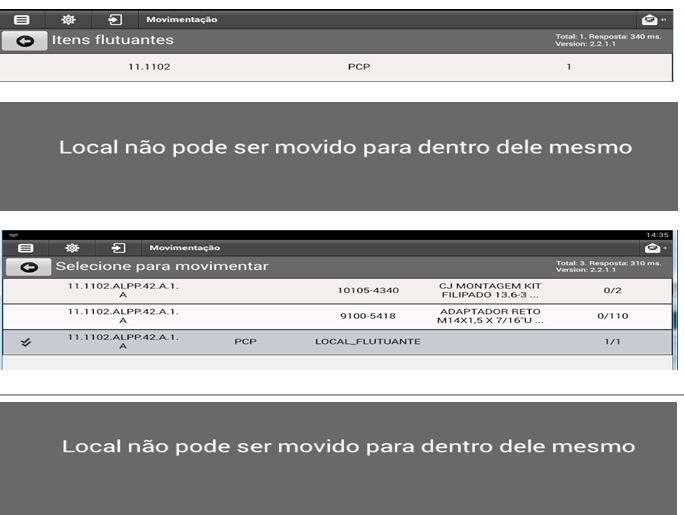 Movimentação
Itens flutuantes
Total: 1. Resposta: 340 ms.
Version: 2.2.1.1
11.1102 PCP 1
Local não pode ser movido para dentro dele mesmo
14:35
Movimentação
Selecione para movimentar
Total: 3. Resposta: 310 ms.
Version: 2.2.1.1
11.1102.ALPP.42.A.1. CJ MONTAGEM KIT
A 10105-4340 FILIPADO 13.6-3 ... 0/2
11.1102.ALPP.42.A.1. ADAPTADOR RETO
A 9100-5418 M14X1,5 X 7/16"U ... 0/110
11.1102.ALPP.42.A.1. PCP LOCAL_FLUTUANTE 1/1
A
Local não pode ser movido para dentro dele mesmo